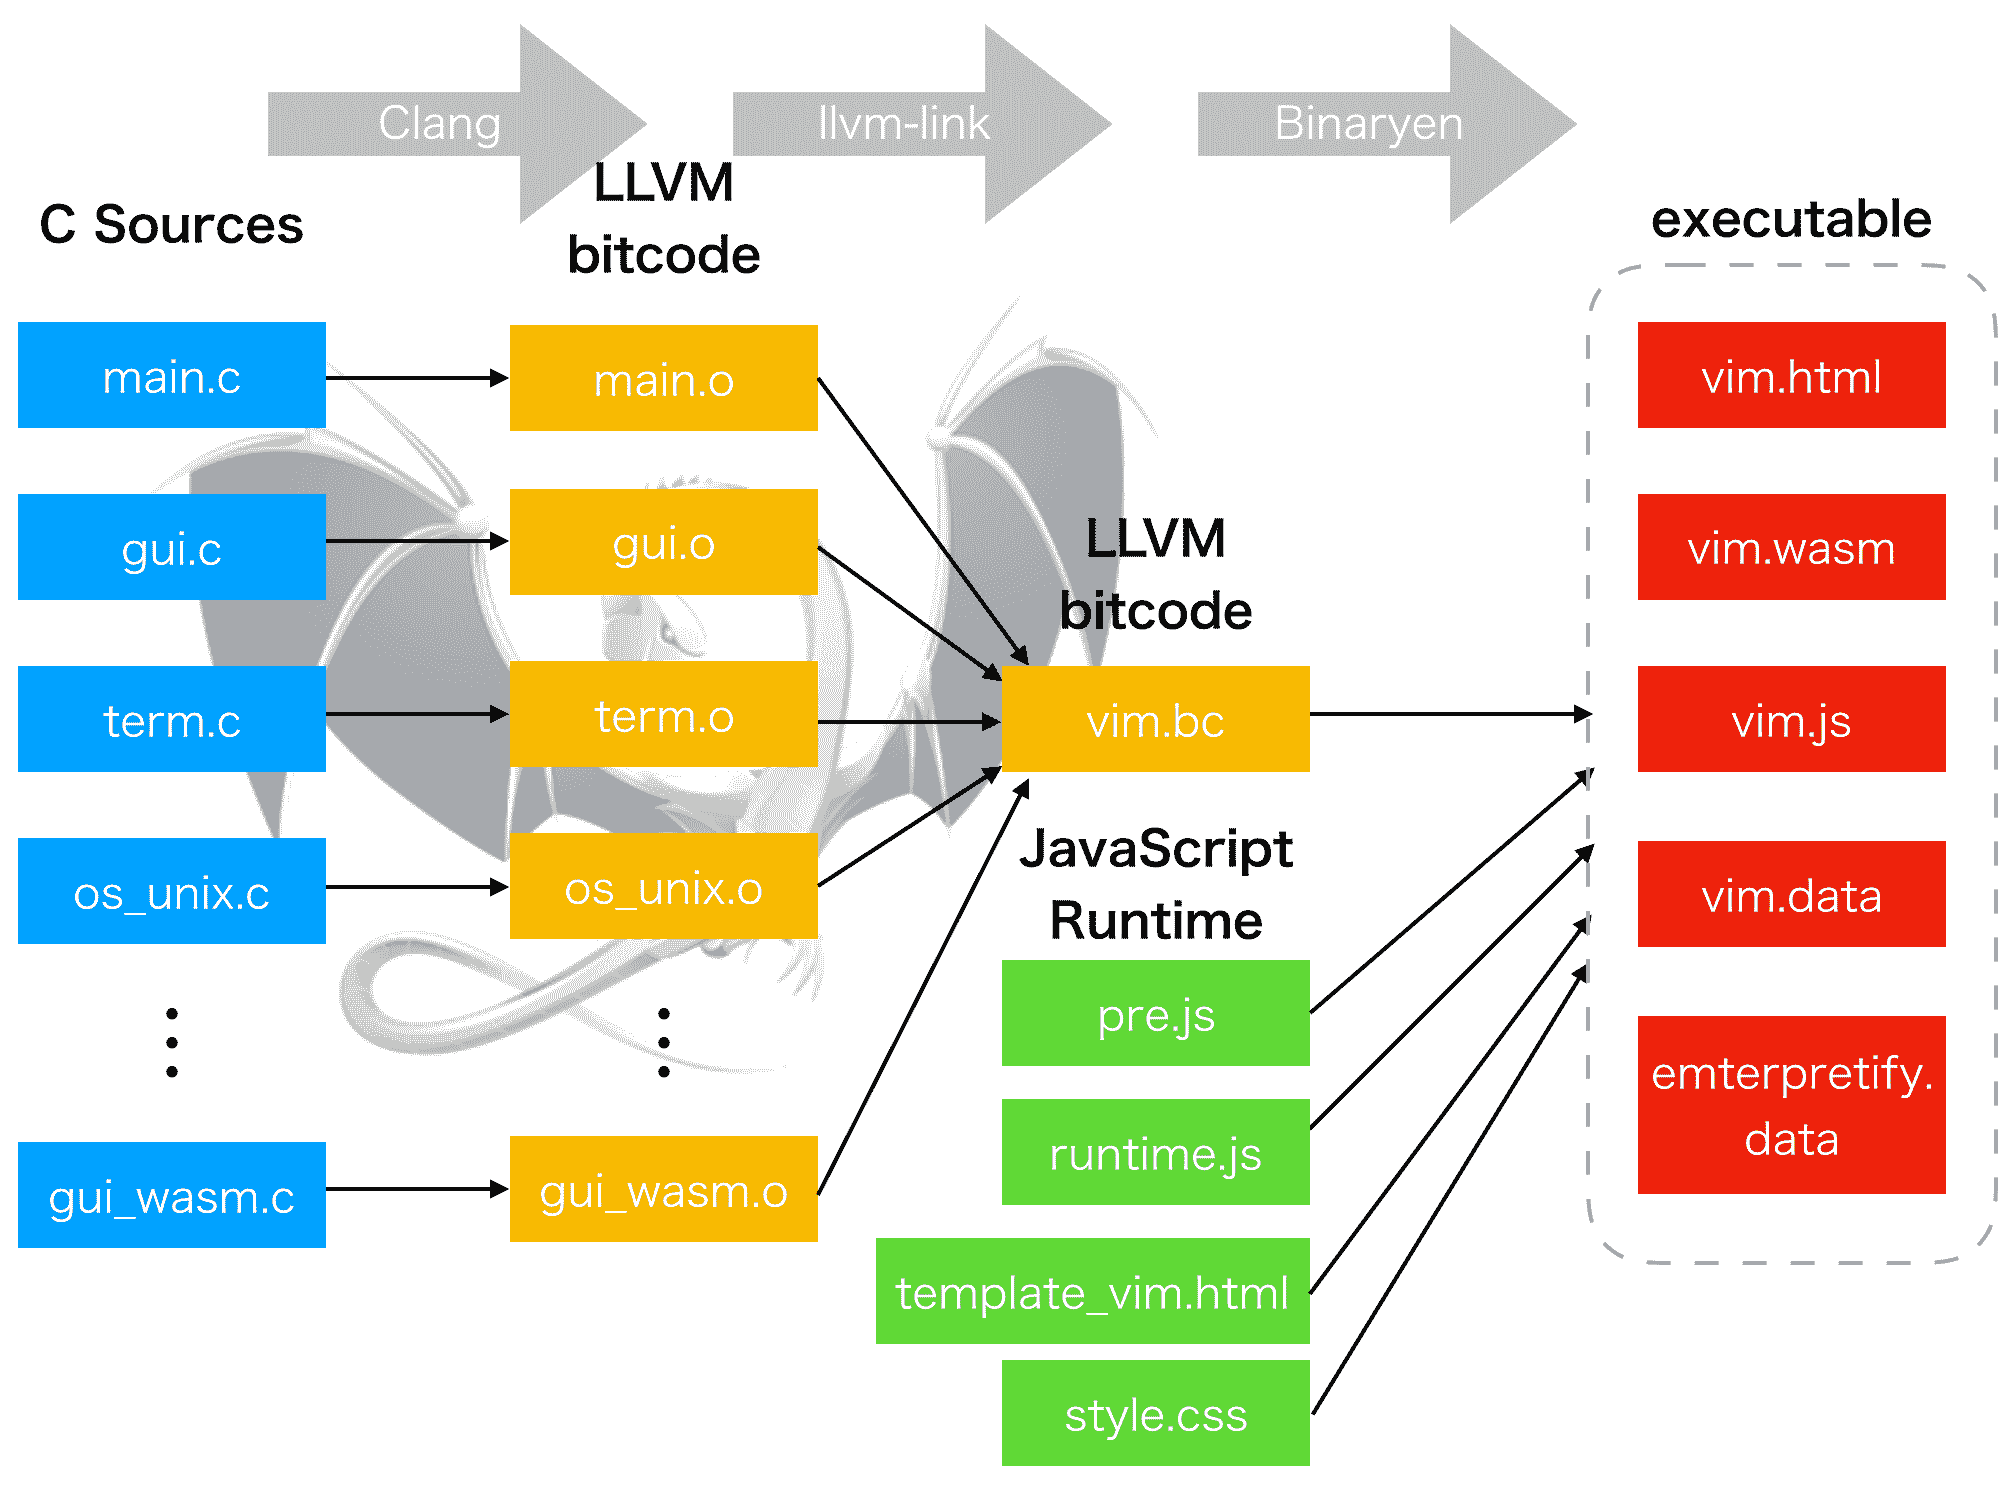 Clang
llvm-link
Binaryen
C Sources
LLVM
bitcode
executable
main.c
main.o
vim.html
gui.c
gui.o
LLVM
bitcode
vim.wasm
term.c
term.o
vim.bc
vim.js
os_unix.c
os_unix.o
JavaScript
Runtime
vim.data
pre.js
emterpretify.
data
runtime.js
gui_wasm.c
gui_wasm.o
template_vim.html
style.css